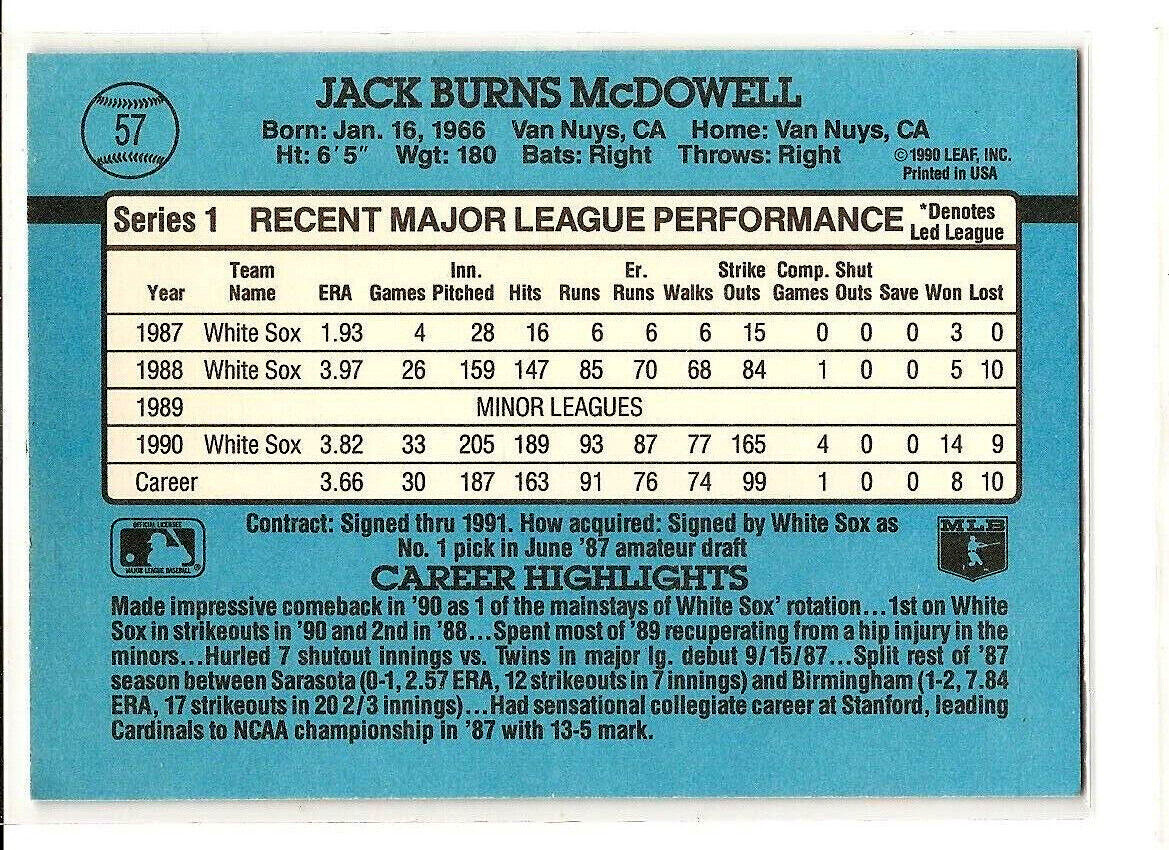 57
JACK BURNS McDOWELL
Born: Jan. 16, 1966 Van Nuys, CA Home: Van Nuys, CA
Ht: 6'5" Wgt: 180 Bats: Right Throws: Right
©1990 LEAF, INC.
Printed in USA
Series 1 RECENT MAJOR LEAGUE PERFORMANCE *Denotes
Led League
Team Inn. Er. Strike Comp. Shut
Year Name ERA Games Pitched Hits Runs Runs Walks Outs Games Outs Save Won Lost
1987 White Sox 1.93 4 28 16 6 6 6 15 0 0 0 3 0
1988 White Sox 3.97 26 159 147 85 70 68 84 1 0 0 5 10
1989 MINOR LEAGUES
1990 White Sox 3.82 33 205 189 93 87 77 165 4 0 0 14 9
Career 3.66 30 187 163 91 76 74 99 1 0 0 8 10
OFFICIAL LICENSEE
MAJOR LEAGUE BASEBALL
®
Contract: Signed thru 1991. How acquired: Signed by White Sox as
No. 1 pick in June '87 amateur draft
MLB
CAREER HIGHLIGHTS
Made impressive comeback in '90 as 1 of the mainstays of White Sox' rotation...1st on White
Sox in strikeouts in '90 and 2nd in '88...Spent most of '89 recuperating from a hip injury in the
minors...Hurled 7 shutout innings vs. Twins in major lg. debut 9/15/87...Split rest of '87
season between Sarasota (0-1, 2.57 ERA, 12 strikeouts in 7 innings) and Birmingham (1-2, 7.84
ERA, 17 strikeouts in 20 2/3 innings)...Had sensational collegiate career at Stanford, leading
Cardinals to NCAA championship in '87 with 13-5 mark.